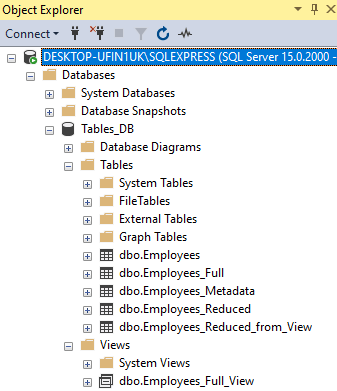 Object Explorer
Connect
DESKTOP-UFIN1UK\SQLEXPRESS (SQL Server 15.0.2000 -
Databases
System Databases
Database Snapshots
Tables_DB
Database Diagrams
Tables
System Tables
FileTables
External Tables
Graph Tables
dbo.Employees
dbo.Employees_Full
dbo.Employees_Metadata
dbo.Employees_Reduced
dbo.Employees_Reduced_from_View
Views
System Views
dbo.Employees_Full_View